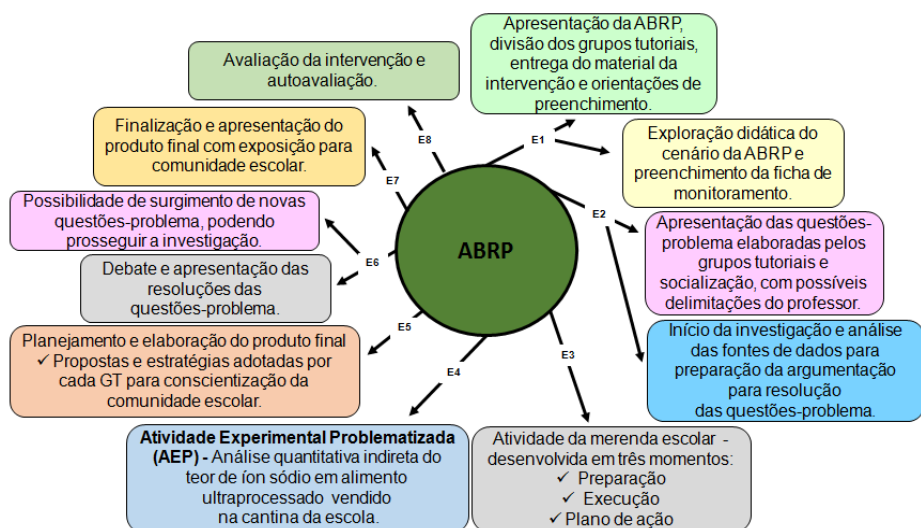 Apresentação da ABRP,
divisão dos grupos tutoriais,
entrega do material da
intervenção e orientações de
preenchimento.
Avaliação da intervenção e
autoavaliação.
E8
E1
Finalização e apresentação do
produto final com exposição para
comunidade escolar.
E7
Exploração didática do
cenário da ABRP e
preenchimento da ficha de
monitoramento.
Possibilidade de surgimento de novas
questões-problema, podendo
prosseguir a investigação.
E6
ABRP
E2
Apresentação das questões-
problema elaboradas pelos
grupos tutoriais e
socialização, com possíveis
delimitações do professor.
Debate e apresentação das
resoluções das
questões-problema.
E5
Planejamento e elaboração do produto final
✓ Propostas e estratégias adotadas por
cada GT para conscientização da
comunidade escolar.
E4
E3
Início da investigação e análise
das fontes de dados para
preparação da argumentação
para resolução
das questões-problema.
Atividade Experimental Problematizada
(AEP) - Análise quantitativa indireta do
teor de íon sódio em alimento
ultraprocessado vendido
na cantina da escola.
Atividade da merenda escolar -
desenvolvida em três momentos:
✓ Preparação
✓ Execução
✓ Plano de ação